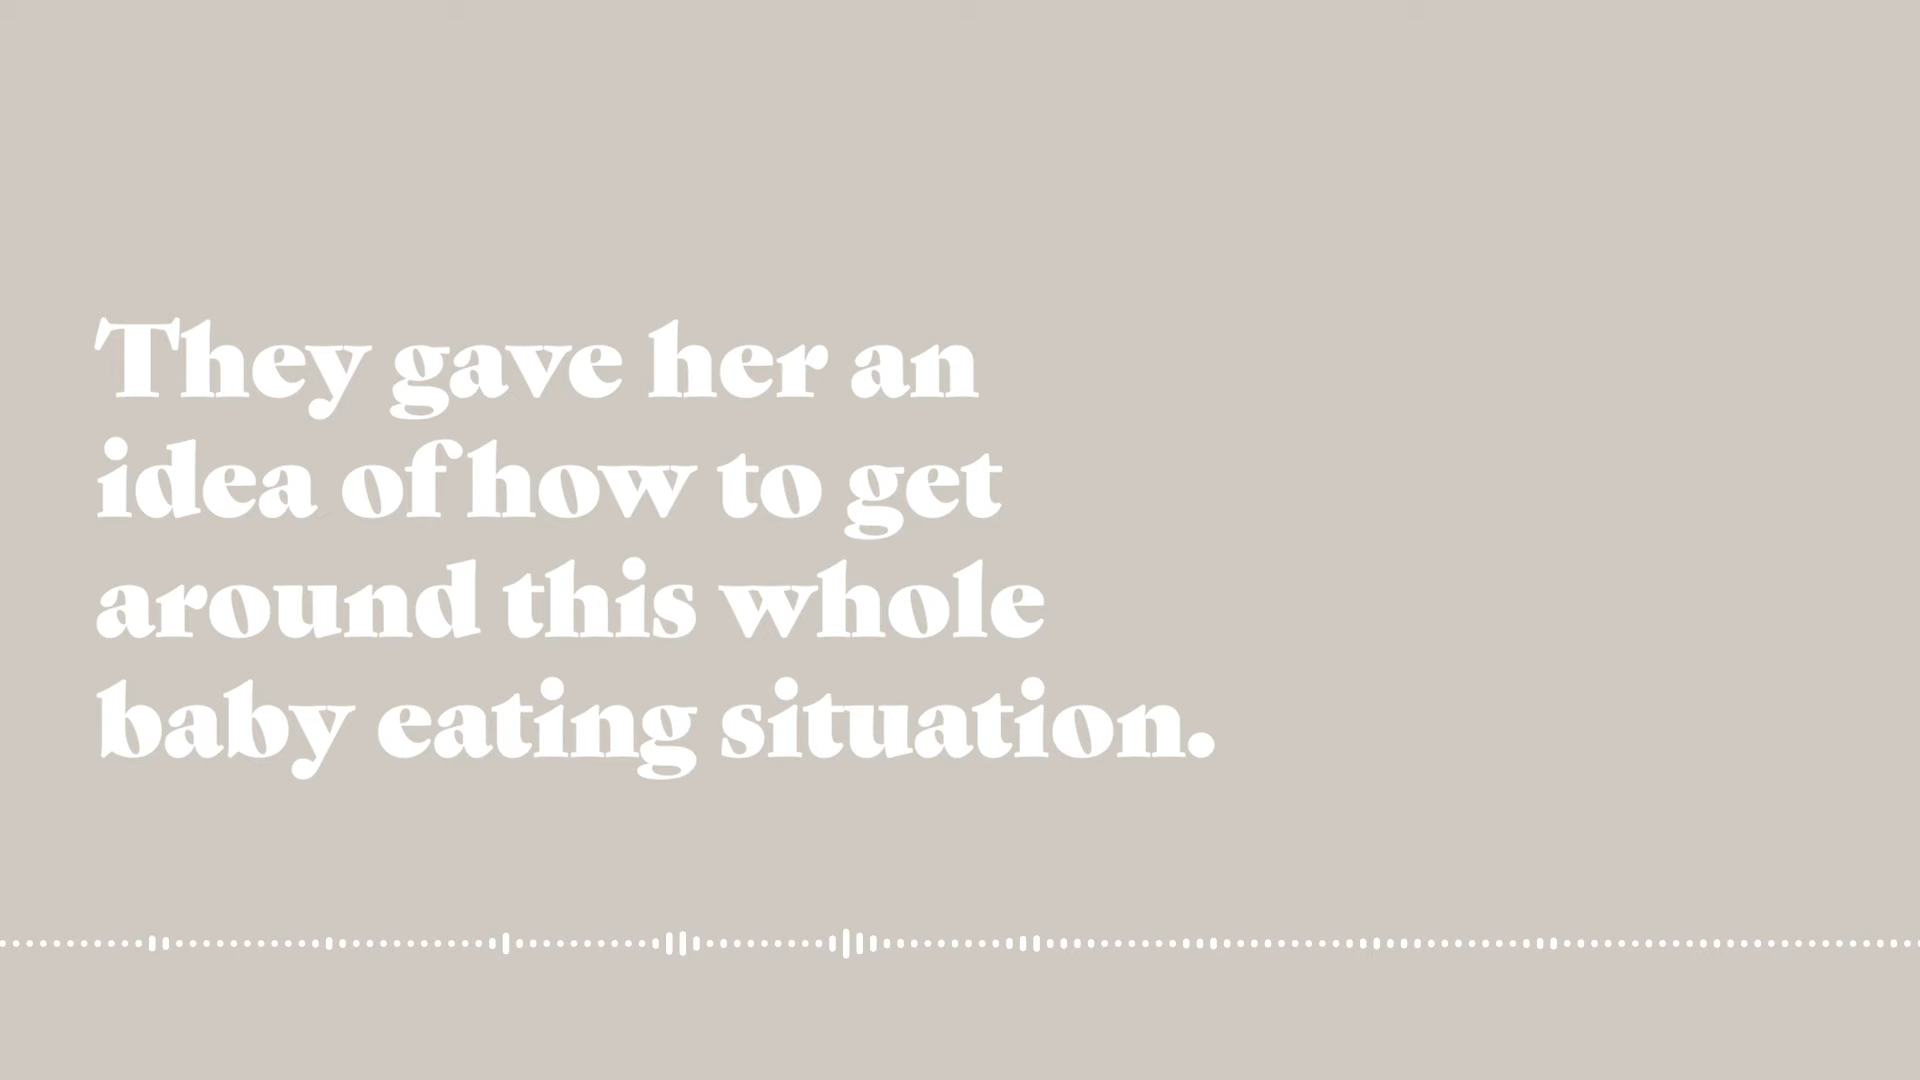 They gave her an
idea of how to get
around this whole
baby eating situation.